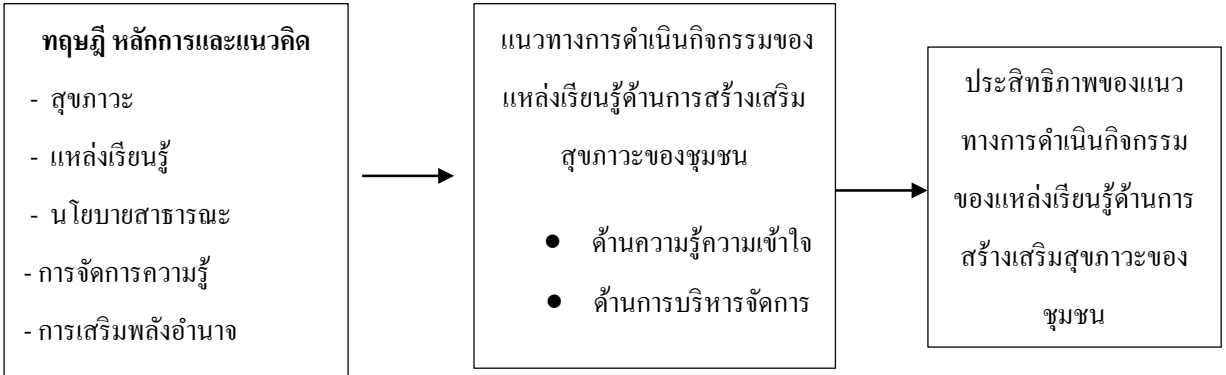 ทฤษฎี หลักการและแนวคิด
- สุขภาวะ
- แหล่งเรียนรู้
- นโยบายสาธารณะ
- การจัดการความรู้
- การเสริมพลังอำนาจ
แนวทางการดำเนินกิจกรรมของ
แหล่งเรียนรู้ด้านการสร้างเสริม
สุขภาวะของชุมชน
● ด้านความรู้ความเข้าใจ
● ด้านการบริหารจัดการ
ประสิทธิภาพของแนว
ทางการดำเนินกิจกรรม
ของแหล่งเรียนรู้ด้านการ
สร้างเสริมสุขภาวะของ
ชุมชน